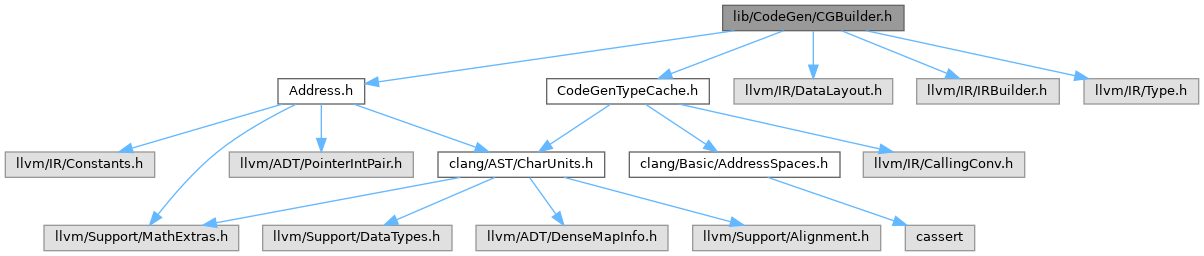 lib/CodeGen/CGBuilder.h
Address.h
CodeGenTypeCache.h
llvm/IR/DataLayout.h
llvm/IR/IRBuilder.h
llvm/IR/Type.h
llvm/IR/Constants.h
llvm/ADT/PointerIntPair.h
clang/AST/CharUnits.h
clang/Basic/AddressSpaces.h
llvm/IR/CallingConv.h
llvm/Support/MathExtras.h
llvm/Support/DataTypes.h
llvm/ADT/DenseMapInfo.h
llvm/Support/Alignment.h
cassert